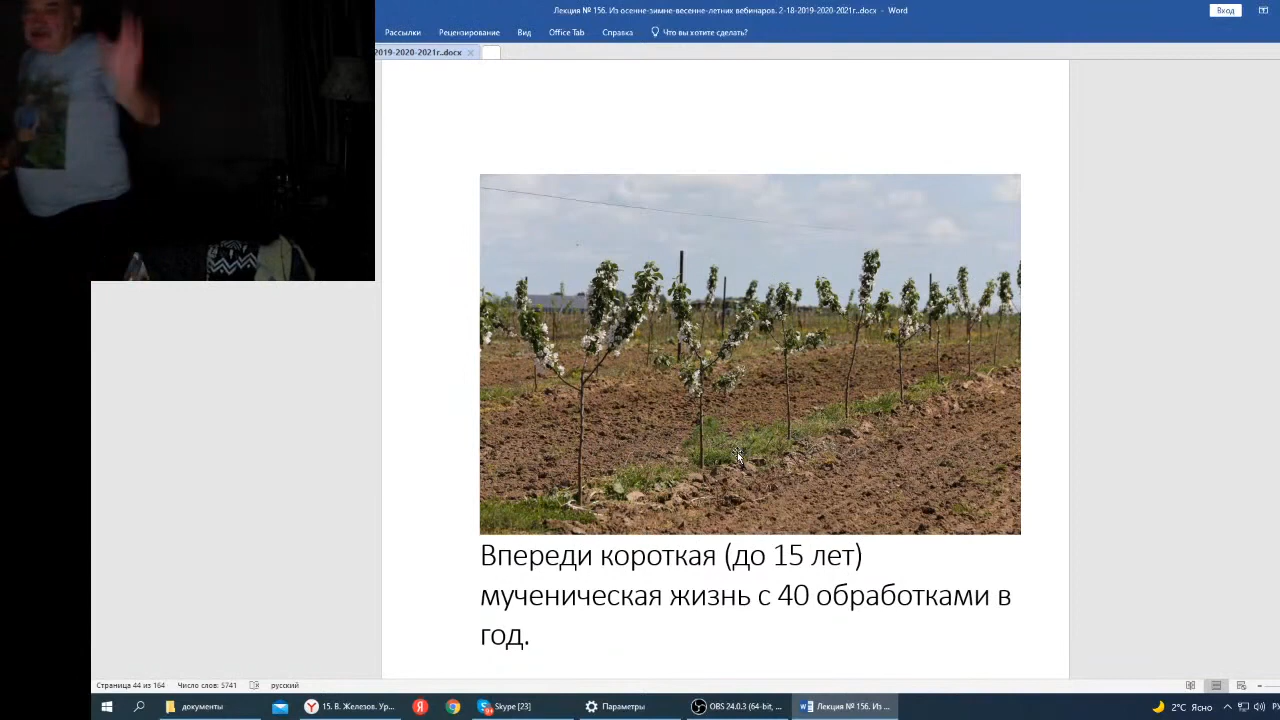 Лекция № 156. Из осенне-зимне-весенне-летних вебинаров. 2-18-2019-2020-2021г..docx - Word
Вход
Рассылки Рецензирование Вид Office Tab Справка Что вы хотите сделать?
2019-2020-2021г..docx
Впереди короткая (до 15 лет)
мученическая жизнь с 40 обработками в
год.
Страница 44 из 164 Число слов: 5741 русский
документы 15. В. Железов. Ур... Я Skype [23] Параметры OBS 24.0.3 (64-bit, ... Лекция № 156. Из ... 2°C Ясно